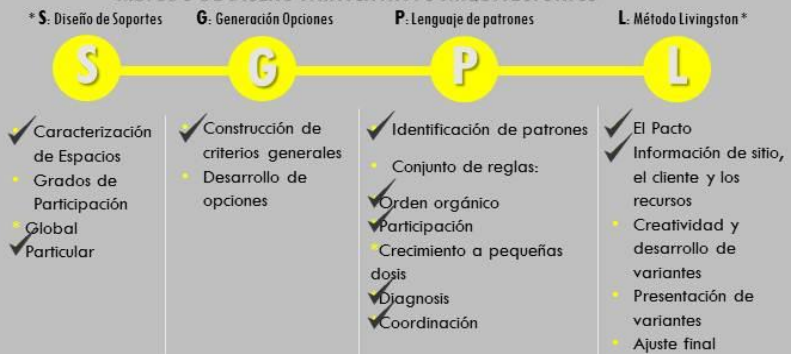 * S: Diseño de Soportes
G: Generación Opciones
P: Lenguaje de patrones
L: Método Livingston *
S
G
P
L
Caracterización
de Espacios
Grados de
Participación
Global
Particular
Construcción de
criterios generales
Desarrollo de
opciones
Identificación de patrones
Conjunto de reglas:
Orden orgánico
Participación
Crecimiento a pequeñas
dosis
Diagnosis
Coordinación
El Pacto
Información de sitio,
el cliente y los
recursos
Creatividad y
desarrollo de
variantes
Presentación de
variantes
Ajuste final